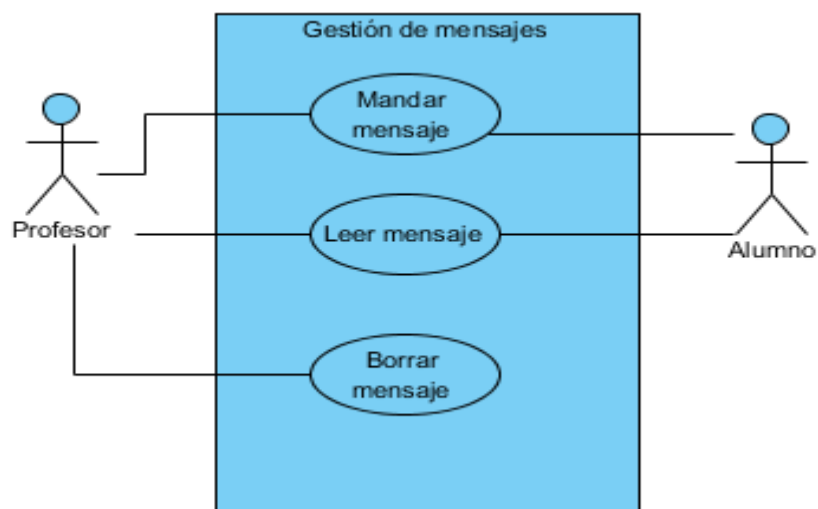 Gestión de mensajes
Mandar
mensaje
Profesor
Leer mensaje
Alumno
Borrar
mensaje